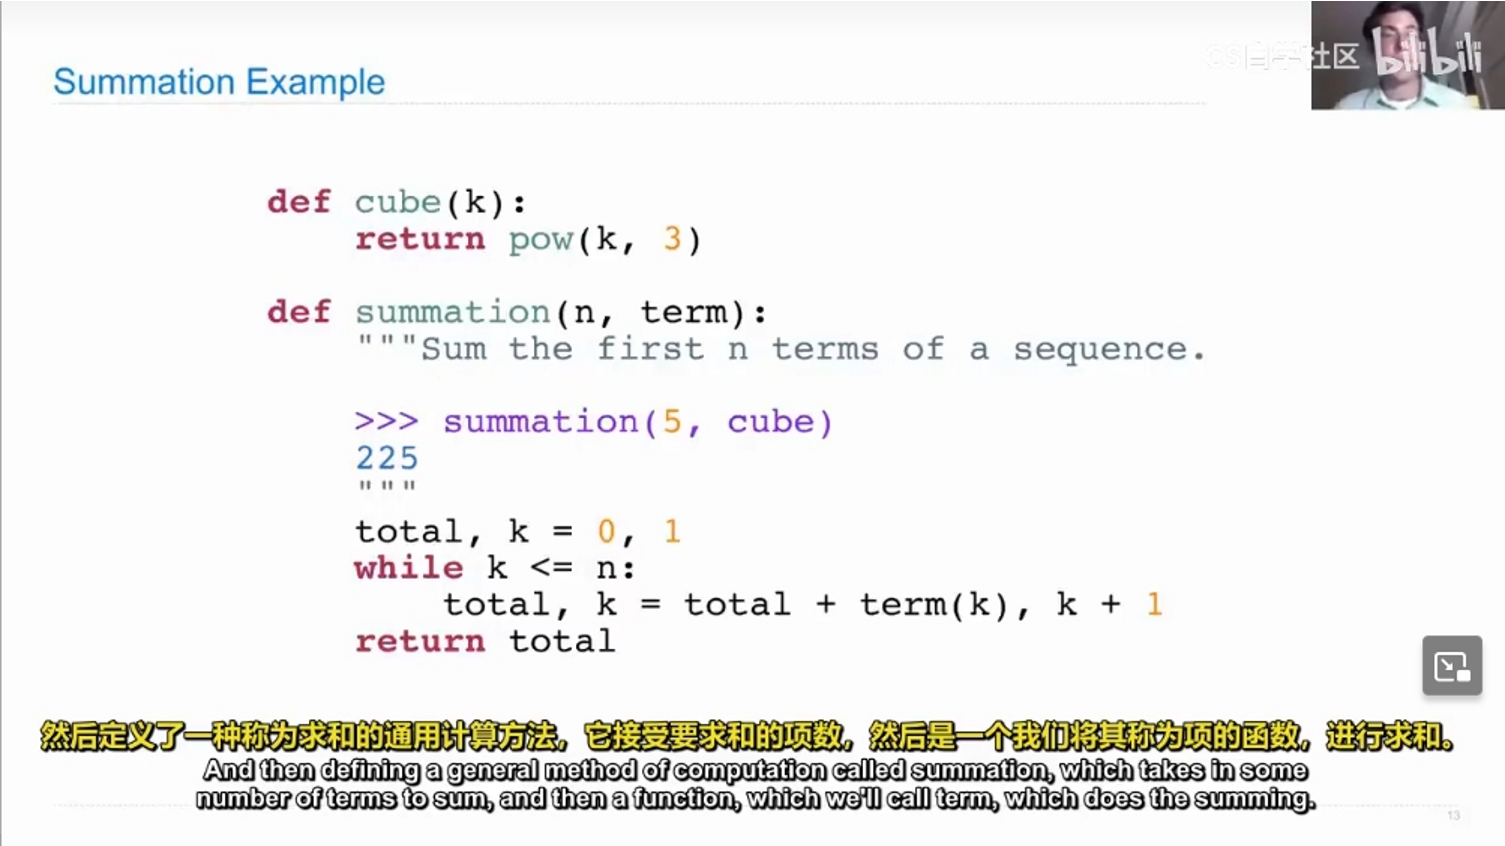 CS自学社区 bilibili
Summation Example
def cube(k):
    return pow(k, 3)
def summation(n, term):
    """Sum the first n terms of a sequence.
    >>> summation(5, cube)
    225
    """
    total, k = 0, 1
    while k <= n:
        total, k = total + term(k), k + 1
    return total
然后定义了一种称为求和的通用计算方法，它接受要求和的项数，然后是一个我们将其称为项的函数，进行求和。
And then defining a general method of computation called summation, which takes in some
number of terms to sum, and then a function, which we'll call term, which does the summing.
13